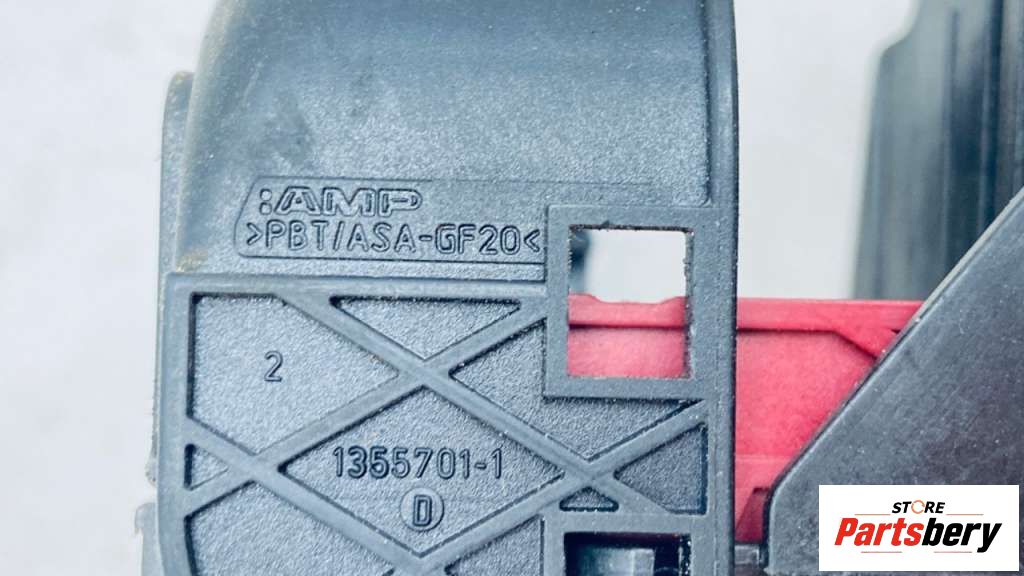 :AMP
>PBT/ASA-GF20<
2
1355701-1
D
STORE
Partsbery